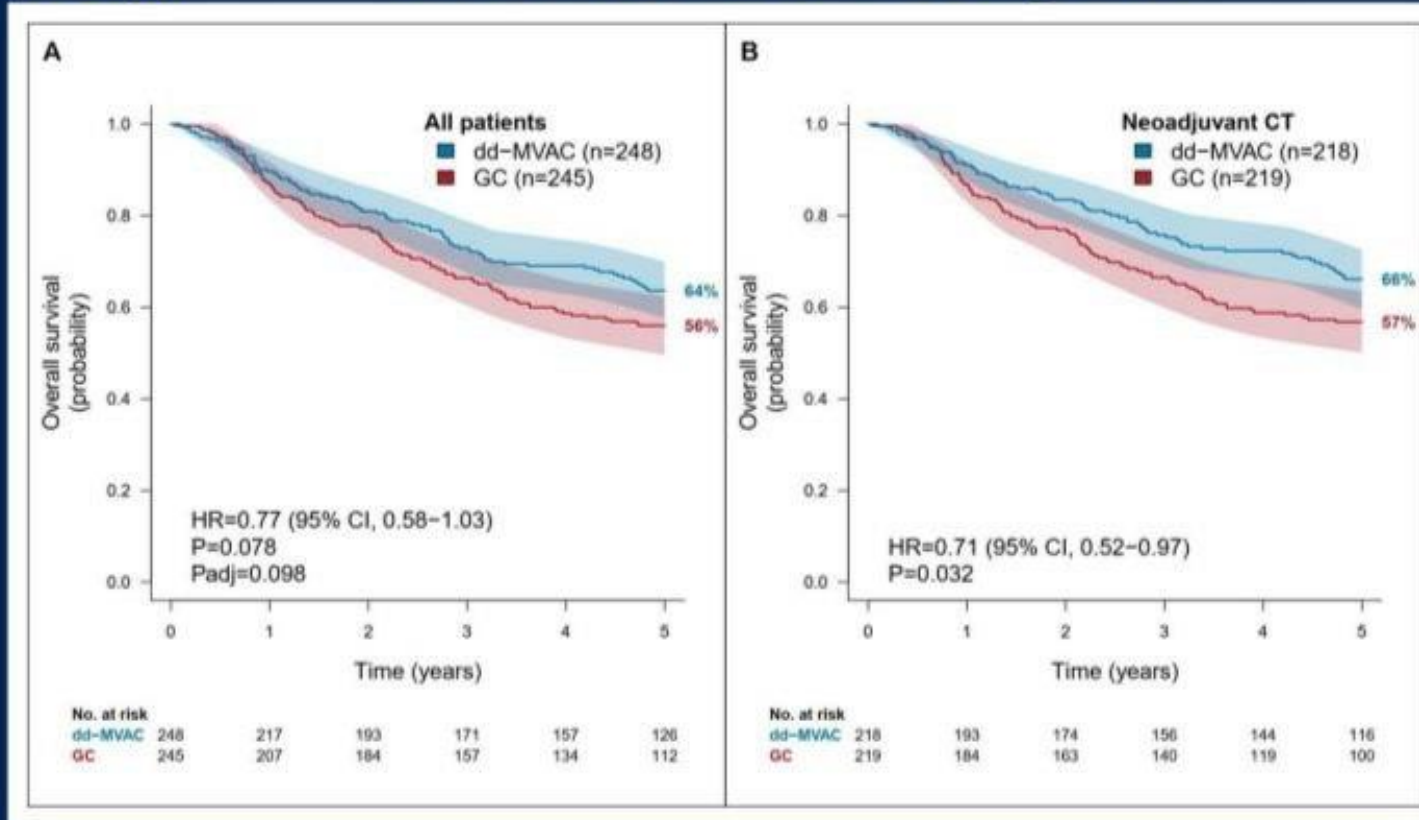 A
All patients
dd−MVAC (n=248)
GC (n=245)
Overall survival
(probability)
1.0
0.8
0.6
0.4
0.2
0.0
64%
56%
HR=0.77 (95% CI, 0.58−1.03)
P=0.078
Padj=0.098
0 1 2 3 4 5
Time (years)
No. at risk
dd−MVAC 248 217 193 171 157 126
GC 245 207 184 157 134 112
B
Neoadjuvant CT
dd−MVAC (n=218)
GC (n=219)
Overall survival
(probability)
1.0
0.8
0.6
0.4
0.2
0.0
66%
57%
HR=0.71 (95% CI, 0.52−0.97)
P=0.032
0 1 2 3 4 5
Time (years)
No. at risk
dd−MVAC 218 193 174 156 144 116
GC 219 184 163 140 119 100